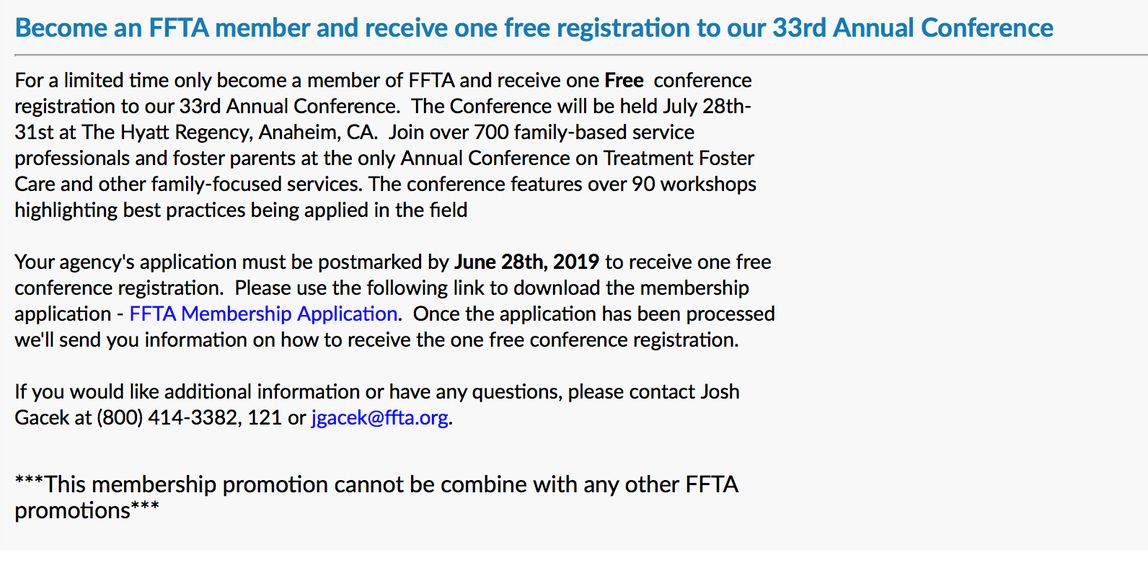 Become an FFTA member and receive one free registration to our 33rd Annual Conference
For a limited time only become a member of FFTA and receive one Free  conference
registration to our 33rd Annual Conference.  The Conference will be held July 28th-
31st at The Hyatt Regency, Anaheim, CA.  Join over 700 family-based service
professionals and foster parents at the only Annual Conference on Treatment Foster
Care and other family-focused services. The conference features over 90 workshops
highlighting best practices being applied in the field
Your agency's application must be postmarked by June 28th, 2019 to receive one free
conference registration.  Please use the following link to download the membership
application - FFTA Membership Application.  Once the application has been processed
we'll send you information on how to receive the one free conference registration.
If you would like additional information or have any questions, please contact Josh
Gacek at (800) 414-3382, 121 or jgacek@ffta.org.
***This membership promotion cannot be combine with any other FFTA
promotions***